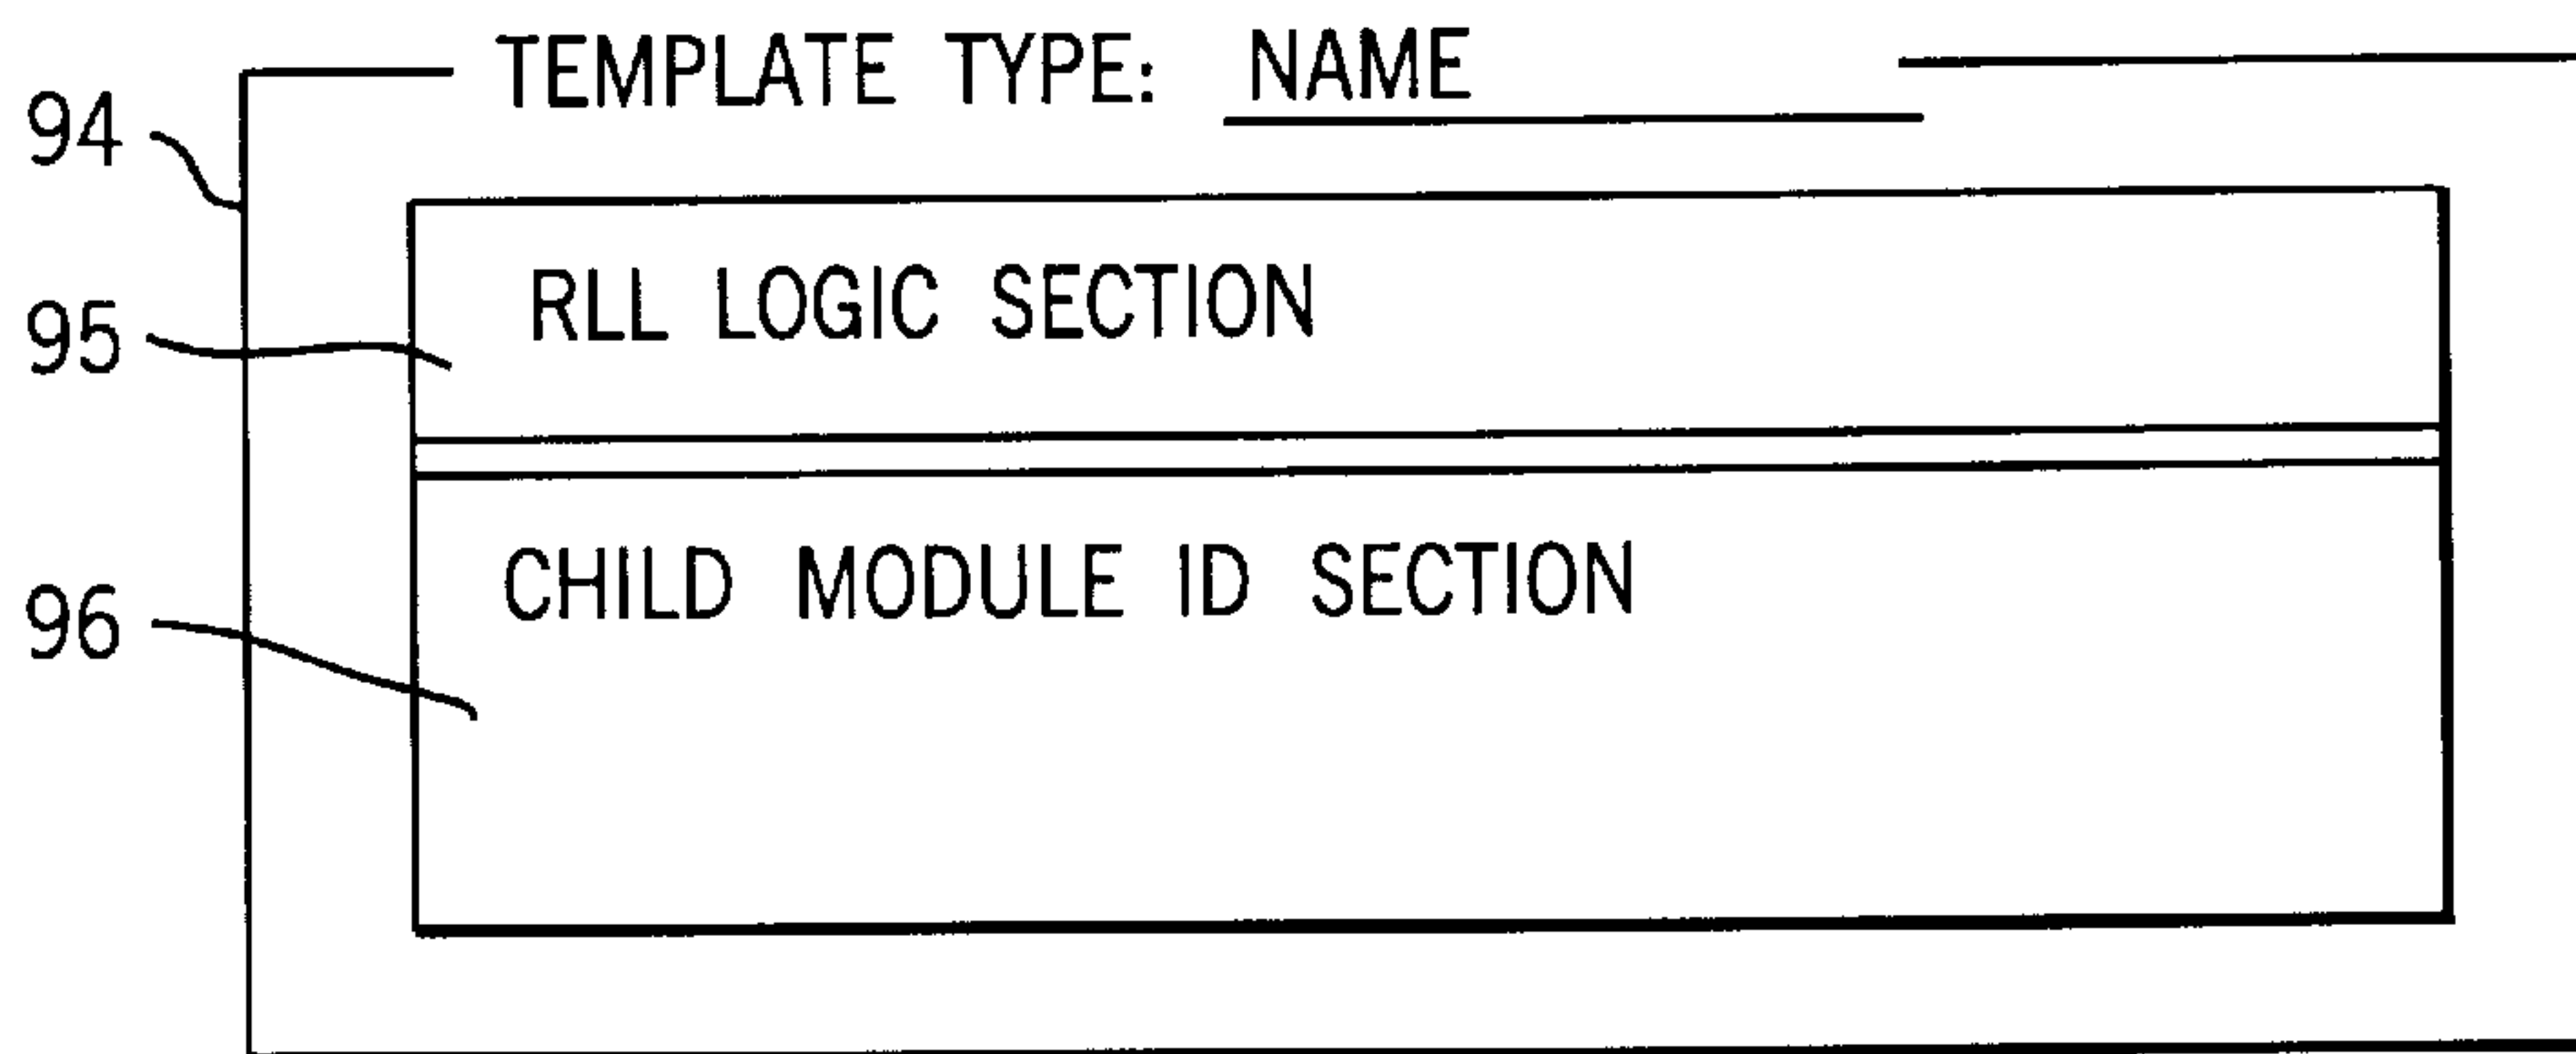 TEMPLATE TYPE: NAME
94
95
RLL LOGIC SECTION
CHILD MODULE ID SECTION
96